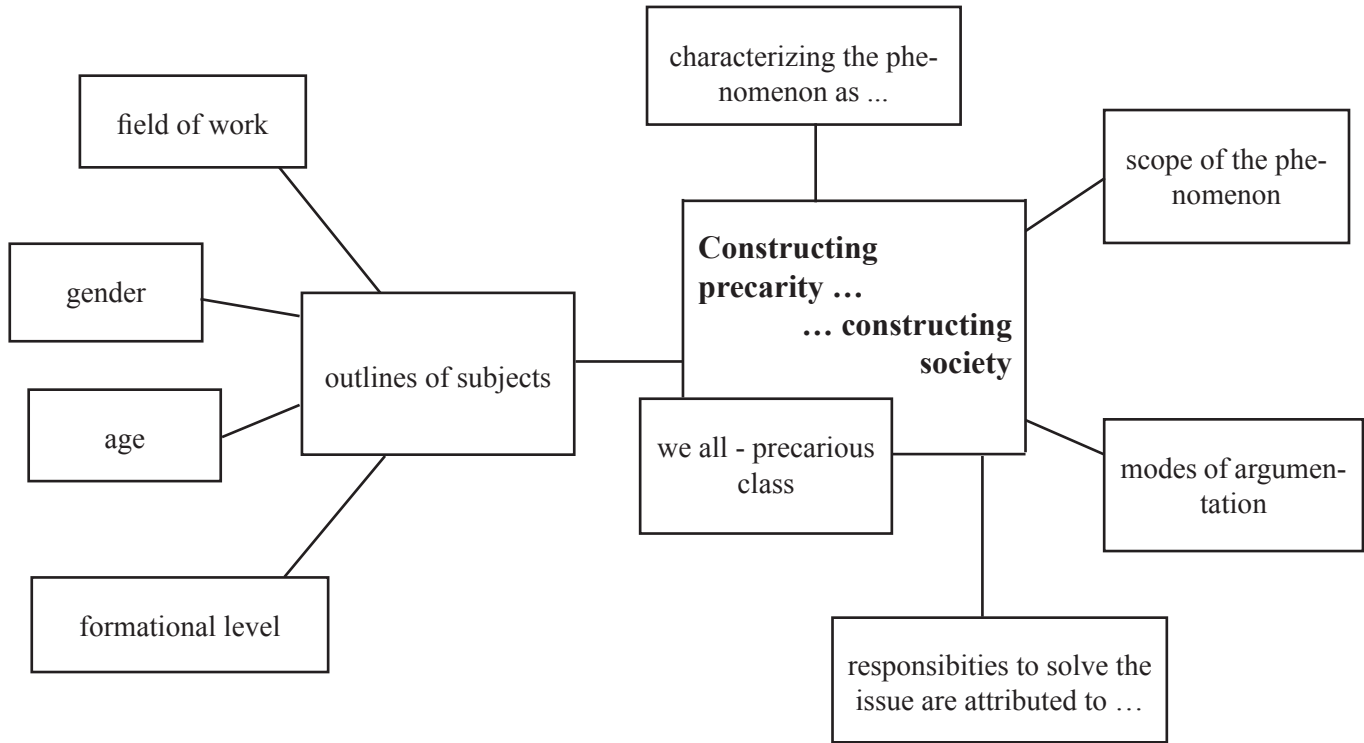 characterizing the phe-
nomenon as ...
field of work
scope of the phe-
nomenon
Constructing
precarity …
… constructing
society
gender
outlines of subjects
age
we all - precarious
class
modes of argumen-
tation
formational level
responsibities to solve the
issue are attributed to …